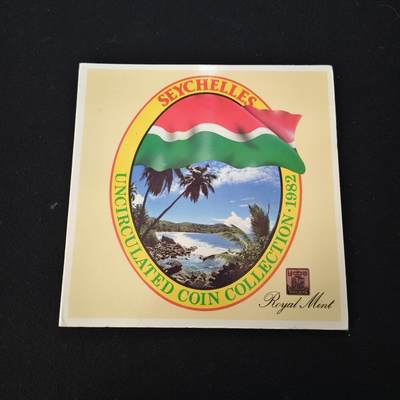 SEYCHELLES
UNCIRCULATED COIN COLLECTION · 1982
Royal Mint